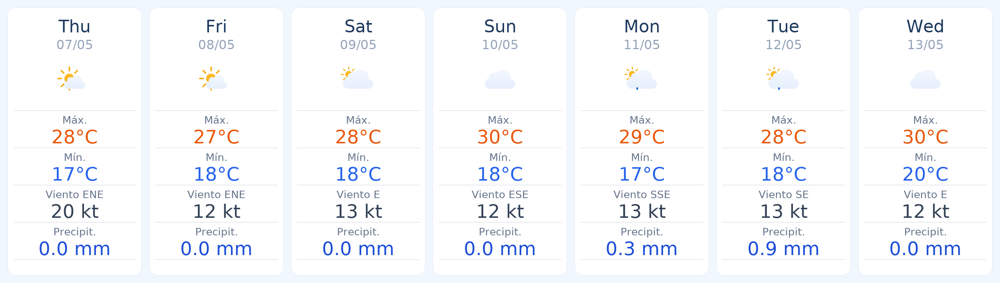 Thu
07/05
Máx.
28°C
Mín.
17°C
Viento ENE
20 kt
Precipit.
0.0 mm
Fri
08/05
Máx.
27°C
Mín.
18°C
Viento ENE
12 kt
Precipit.
0.0 mm
Sat
09/05
Máx.
28°C
Mín.
18°C
Viento E
13 kt
Precipit.
0.0 mm
Sun
10/05
Máx.
30°C
Mín.
18°C
Viento ESE
12 kt
Precipit.
0.0 mm
Mon
11/05
Máx.
29°C
Mín.
17°C
Viento SSE
13 kt
Precipit.
0.3 mm
Tue
12/05
Máx.
28°C
Mín.
18°C
Viento SE
13 kt
Precipit.
0.9 mm
Wed
13/05
Máx.
30°C
Mín.
20°C
Viento E
12 kt
Precipit.
0.0 mm